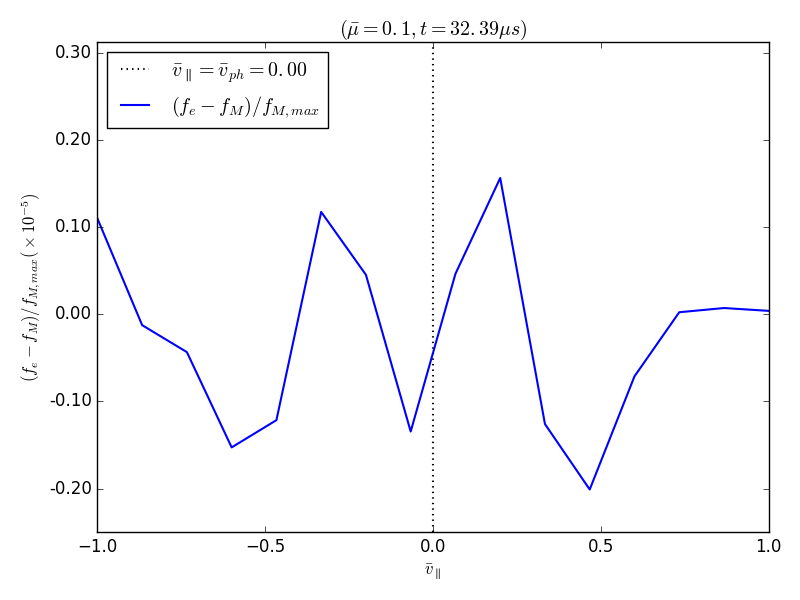 (μ̄ = 0.1, t = 32.39μs)
v̄∥ = v̄ph = 0.00
(fe − fM)/fM,max
0.30
0.20
0.10
0.00
-0.10
-0.20
(fe − fM)/fM,max(×10⁻⁵)
−1.0 −0.5 0.0 0.5 1.0
v̄∥